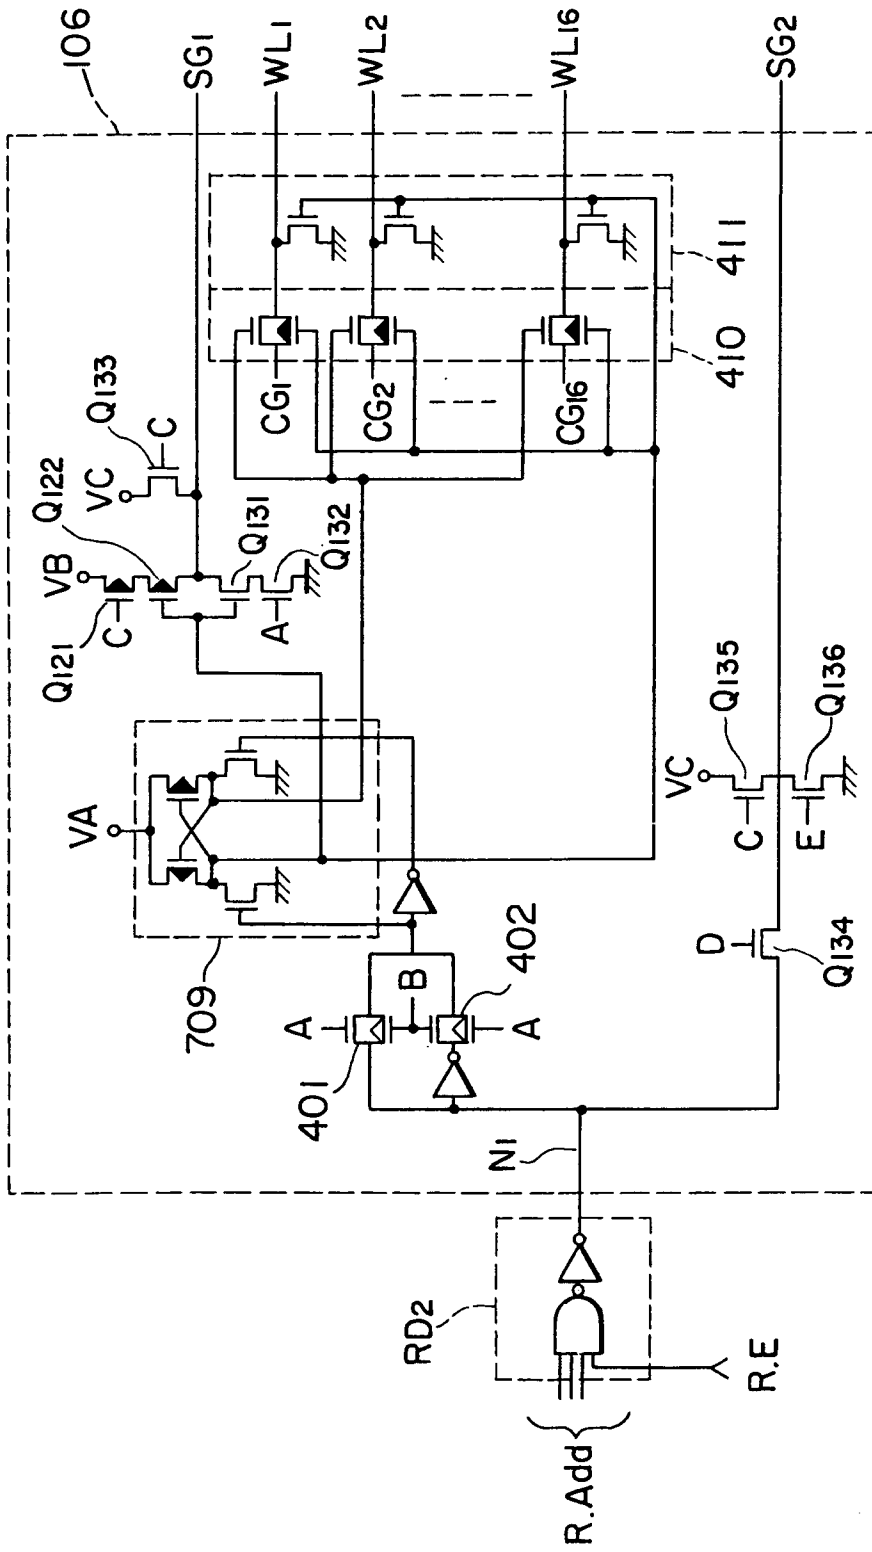 106
SG1
WL1
WL2
WL16
SG2
Q133
C
VC
Q122
VB
Q131
Q132
Q121
C
A
CG1
CG2
CG16
410
411
VA
709
A
B
402
401
A
VC
Q135
C
E
Q136
D
Q134
N1
RD2
R.Add
R.E